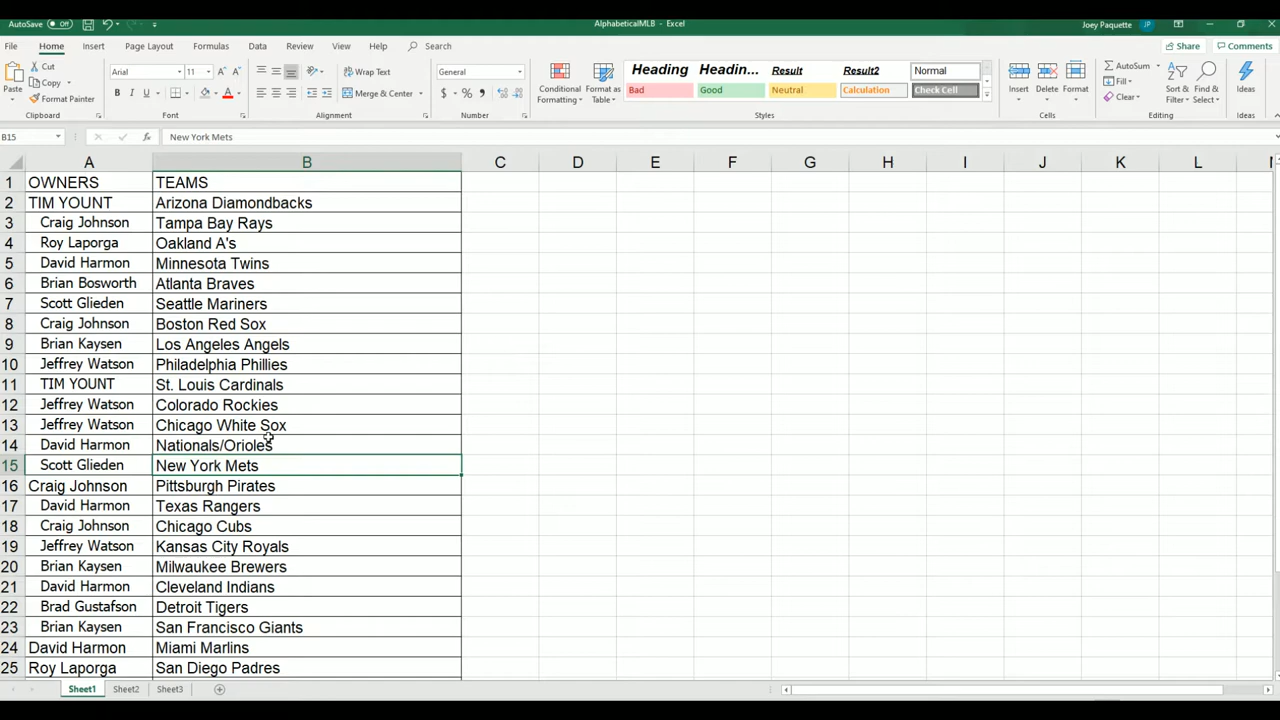 AutoSave Off AlphabeticalMLB - Excel Joey Paquette JP
File Home Insert Page Layout Formulas Data Review View Help Search Share Comments
Paste Cut Copy Format Painter Clipboard
Arial 11 A A B I U A Font
ab Wrap Text Merge & Center Alignment
General $ % , Number
Conditional Formatting Format as Table
Heading Headin... Result Result2 Normal
Bad Good Neutral Calculation Check Cell
Styles
Insert Delete Format Cells
AutoSum Fill Clear Sort & Filter Find & Select Editing
Ideas Ideas
B15 fx New York Mets
A B C D E F G H I J K L
1 OWNERS TEAMS
2 TIM YOUNT Arizona Diamondbacks
3 Craig Johnson Tampa Bay Rays
4 Roy Laporga Oakland A's
5 David Harmon Minnesota Twins
6 Brian Bosworth Atlanta Braves
7 Scott Glieden Seattle Mariners
8 Craig Johnson Boston Red Sox
9 Brian Kaysen Los Angeles Angels
10 Jeffrey Watson Philadelphia Phillies
11 TIM YOUNT St. Louis Cardinals
12 Jeffrey Watson Colorado Rockies
13 Jeffrey Watson Chicago White Sox
14 David Harmon Nationals/Orioles
15 Scott Glieden New York Mets
16 Craig Johnson Pittsburgh Pirates
17 David Harmon Texas Rangers
18 Craig Johnson Chicago Cubs
19 Jeffrey Watson Kansas City Royals
20 Brian Kaysen Milwaukee Brewers
21 David Harmon Cleveland Indians
22 Brad Gustafson Detroit Tigers
23 Brian Kaysen San Francisco Giants
24 David Harmon Miami Marlins
25 Roy Laporga San Diego Padres
Sheet1 Sheet2 Sheet3